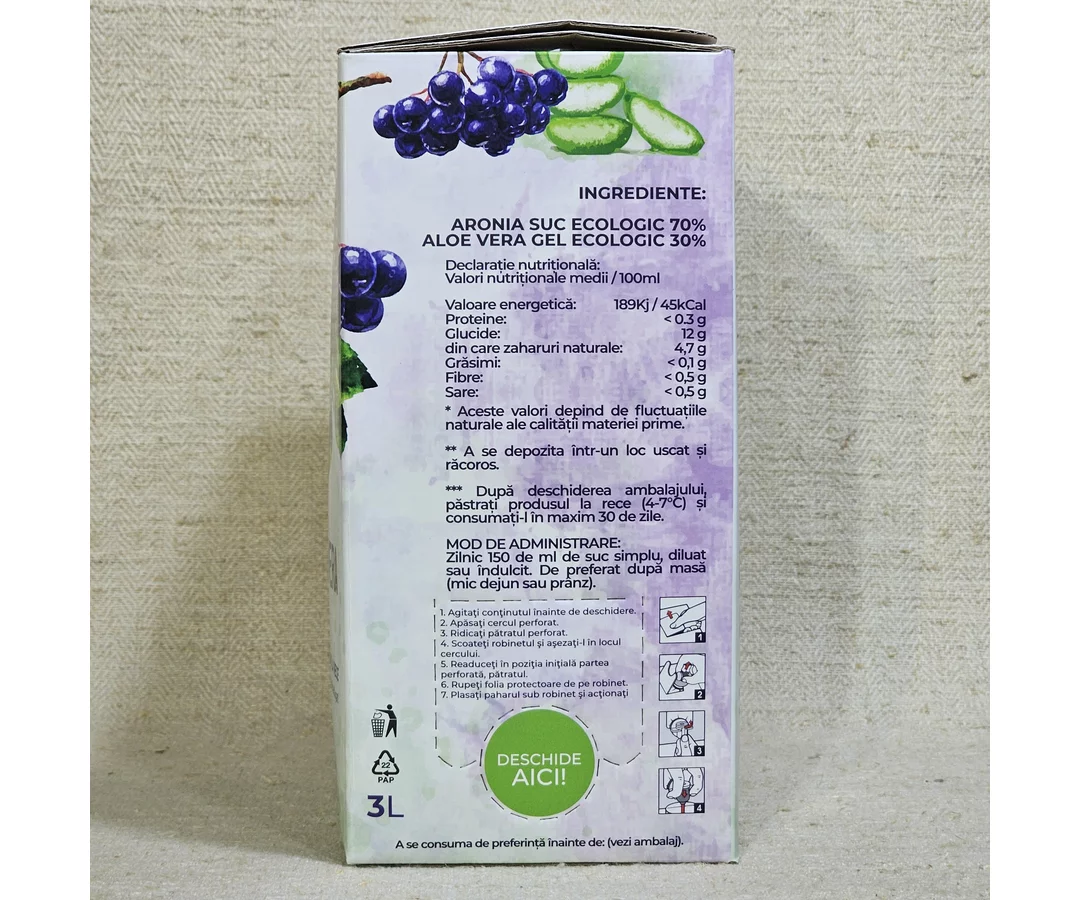 INGREDIENTE:
ARONIA SUC ECOLOGIC 70%
ALOE VERA GEL ECOLOGIC 30%
Declarație nutrițională:
Valori nutriționale medii / 100ml
Valoare energetică: 189Kj / 45kCal
Proteine: < 0.3 g
Glucide: 12 g
din care zaharuri naturale: 4,7 g
Grăsimi: < 0,1 g
Fibre: < 0,5 g
Sare: < 0,5 g
* Aceste valori depind de fluctuațiile
naturale ale calității materiei prime.
** A se depozita într-un loc uscat și
răcoros.
*** După deschiderea ambalajului,
păstrați produsul la rece (4-7°C) și
consumați-l în maxim 30 de zile.
MOD DE ADMINISTRARE:
Zilnic 150 de ml de suc simplu, diluat
sau îndulcit. De preferat după masă
(mic dejun sau prânz).
1. Agitați conținutul înainte de deschidere.
2. Apăsați cercul perforat.
3. Ridicați pătratul perforat.
4. Scoateți robinetul și așezați-l în locul
cercului.
5. Readuceți în poziția inițială partea
perforată, pătratul.
6. Rupeți folia protectoare de pe robinet.
7. Plasați paharul sub robinet și acționați
1
2
3
4
DESCHIDE
AICI!
22
PAP
3L
A se consuma de preferință înainte de: (vezi ambalaj).